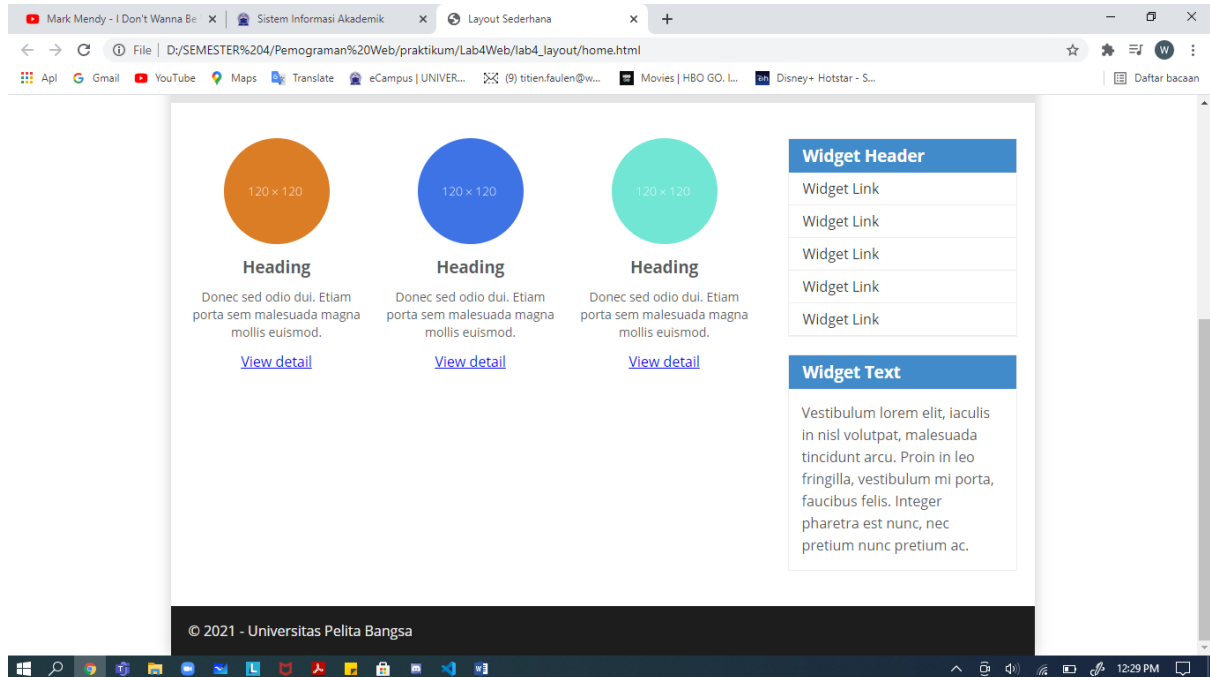 Mark Mendy - I Don't Wanna Be
Sistem Informasi Akademik
Layout Sederhana
File | D:/SEMESTER%204/Pemograman%20Web/praktikum/Lab4Web/lab4_layout/home.html
W
Apl
Gmail
YouTube
Maps
Translate
eCampus | UNIVER...
(9) titien.faulen@w...
Movies | HBO GO. I...
Disney+ Hotstar - S...
Daftar bacaan
120 × 120
120 × 120
120 × 120
Heading
Heading
Heading
Donec sed odio dui. Etiam
porta sem malesuada magna
mollis euismod.
Donec sed odio dui. Etiam
porta sem malesuada magna
mollis euismod.
Donec sed odio dui. Etiam
porta sem malesuada magna
mollis euismod.
View detail
View detail
View detail
Widget Header
Widget Link
Widget Link
Widget Link
Widget Link
Widget Link
Widget Text
Vestibulum lorem elit, iaculis
in nisl volutpat, malesuada
tincidunt arcu. Proin in leo
fringilla, vestibulum mi porta,
faucibus felis. Integer
pharetra est nunc, nec
pretium nunc pretium ac.
© 2021 - Universitas Pelita Bangsa
12:29 PM